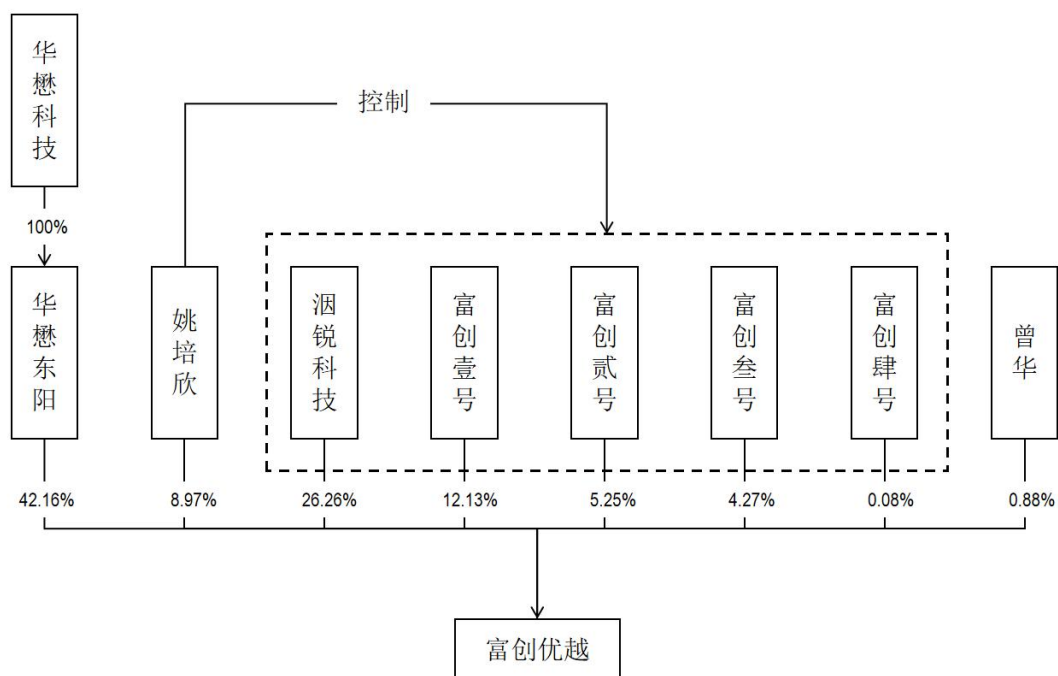 华懋科技
控制
100%
华懋东阳
姚培欣
洇锐科技
富创壹号
富创贰号
富创叁号
富创肆号
曾华
42.16%
8.97%
26.26%
12.13%
5.25%
4.27%
0.08%
0.88%
富创优越